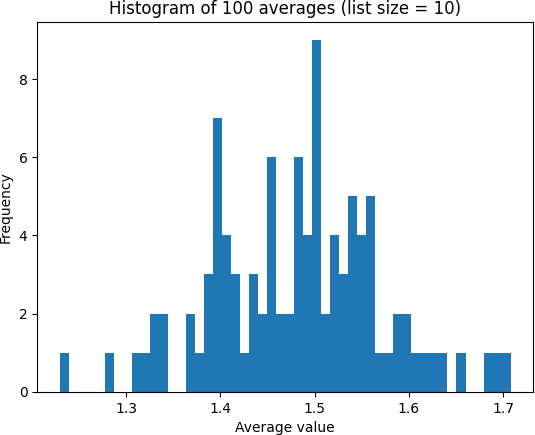 Histogram of 100 averages (list size = 10)
8
6
4
2
0
Frequency
1.3 1.4 1.5 1.6 1.7
Average value